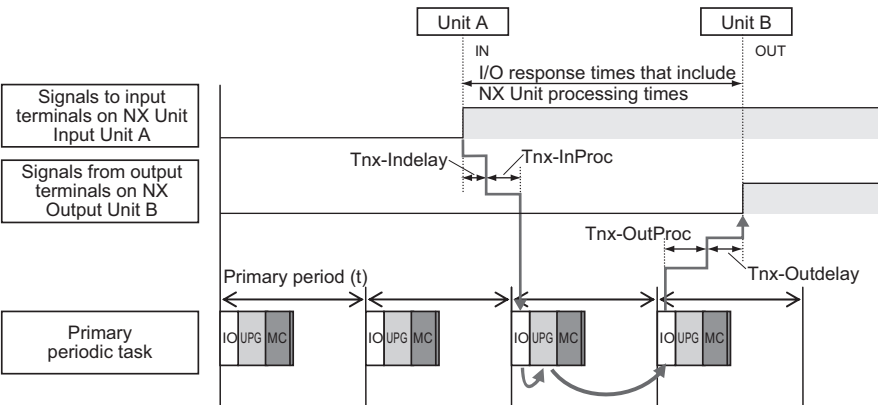 Unit A
Unit B
IN
OUT
I/O response times that include
NX Unit processing times
Signals to input
terminals on NX Unit
Input Unit A
Tnx-Indelay
Tnx-InProc
Signals from output
terminals on NX
Output Unit B
Tnx-OutProc
Tnx-Outdelay
Primary period (t)
Primary
periodic task
IO UPG MC
IO UPG MC
IO UPG MC
IO UPG MC